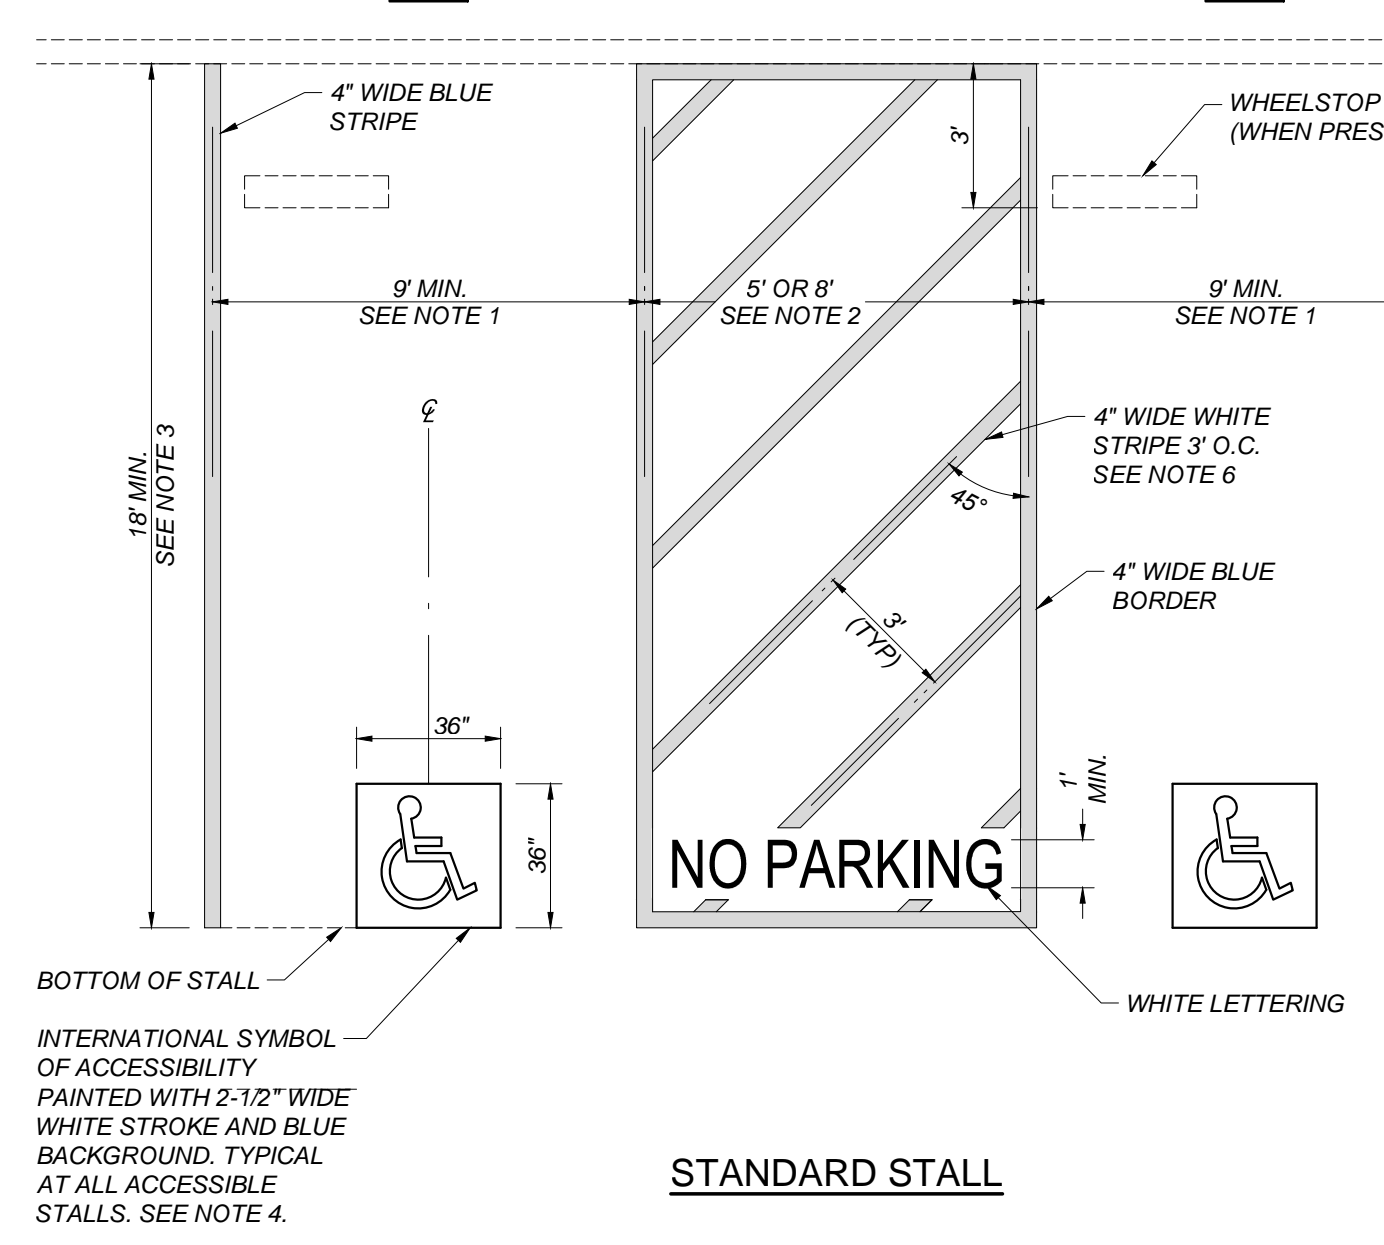 4" WIDE BLUE
STRIPE
3'
WHEELSTOP
(WHEN PRES
9' MIN.
SEE NOTE 1
5' OR 8'
SEE NOTE 2
9' MIN.
SEE NOTE 1
18' MIN.
SEE NOTE 3
℄
4" WIDE WHITE
STRIPE 3' O.C.
SEE NOTE 6
45°
4" WIDE BLUE
BORDER
3'
(TYP)
36"
36"
1'
MIN.
NO PARKING
BOTTOM OF STALL
WHITE LETTERING
INTERNATIONAL SYMBOL
OF ACCESSIBILITY
PAINTED WITH 2-1/2" WIDE
WHITE STROKE AND BLUE
BACKGROUND. TYPICAL
AT ALL ACCESSIBLE
STALLS. SEE NOTE 4.
STANDARD STALL